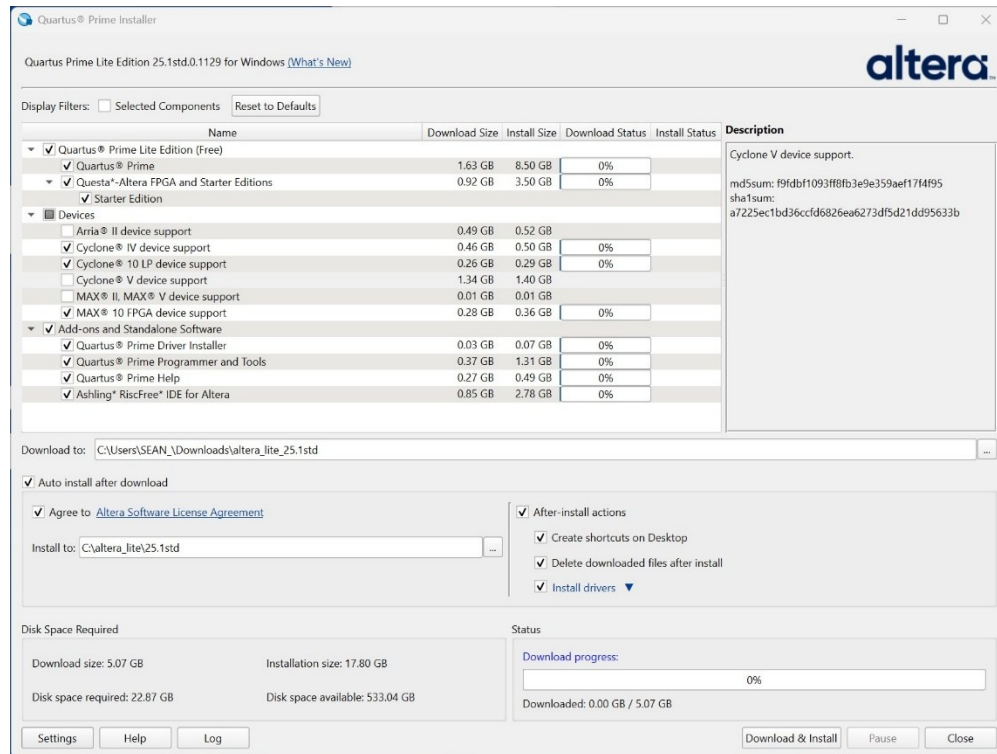 Quartus® Prime Installer
Quartus Prime Lite Edition 25.1std.0.1129 for Windows (What's New)
altera.
Display Filters: Selected Components Reset to Defaults
Name Download Size Install Size Download Status Install Status Description
Quartus® Prime Lite Edition (Free)
Quartus® Prime 1.63 GB 8.50 GB 0%
Questa*-Altera FPGA and Starter Editions 0.92 GB 3.50 GB 0%
Starter Edition
Devices
Arria® II device support 0.49 GB 0.52 GB
Cyclone® IV device support 0.46 GB 0.50 GB 0%
Cyclone® 10 LP device support 0.26 GB 0.29 GB 0%
Cyclone® V device support 1.34 GB 1.40 GB
MAX® II, MAX® V device support 0.01 GB 0.01 GB
MAX® 10 FPGA device support 0.28 GB 0.36 GB 0%
Add-ons and Standalone Software
Quartus® Prime Driver Installer 0.03 GB 0.07 GB 0%
Quartus® Prime Programmer and Tools 0.37 GB 1.31 GB 0%
Quartus® Prime Help 0.27 GB 0.49 GB 0%
Ashling* RiscFree* IDE for Altera 0.85 GB 2.78 GB 0%
Cyclone V device support.
md5sum: f9fdbf1093ff8fb3e9e359aef17f4f95
sha1sum:
a7225ec1bd36ccfd6826ea6273df5d21dd95633b
Download to: C:\Users\SEAN_\Downloads\altera_lite_25.1std ...
Auto install after download
Agree to Altera Software License Agreement
Install to: C:\altera_lite\25.1std ...
After-install actions
Create shortcuts on Desktop
Delete downloaded files after install
Install drivers ▼
Disk Space Required
Download size: 5.07 GB Installation size: 17.80 GB
Disk space required: 22.87 GB Disk space available: 533.04 GB
Status
Download progress:
0%
Downloaded: 0.00 GB / 5.07 GB
Settings Help Log Download & Install Pause Close